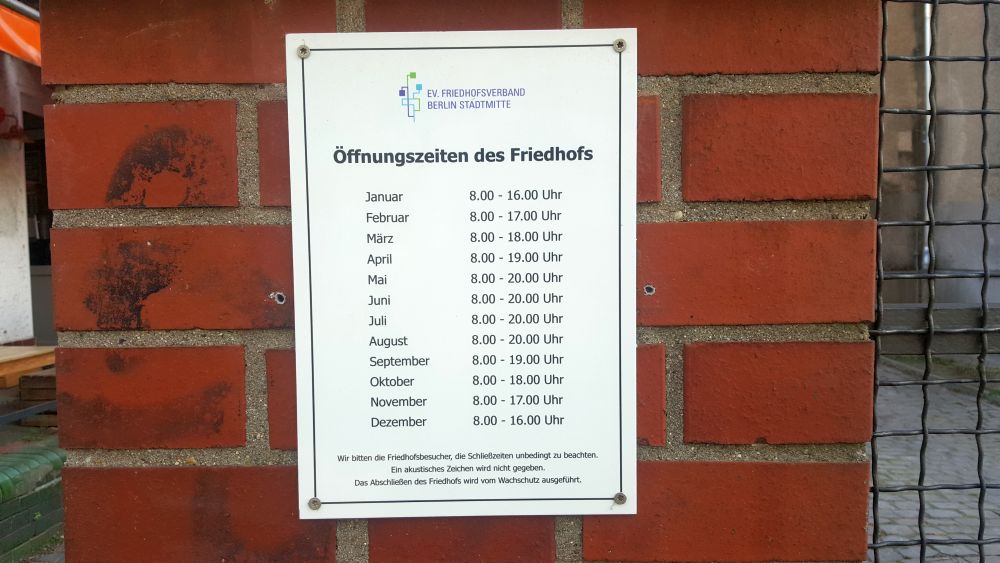 EV. FRIEDHOFSVERBAND
BERLIN STADTMITTE
Öffnungszeiten des Friedhofs
Januar 8.00 - 16.00 Uhr
Februar 8.00 - 17.00 Uhr
März 8.00 - 18.00 Uhr
April 8.00 - 19.00 Uhr
Mai 8.00 - 20.00 Uhr
Juni 8.00 - 20.00 Uhr
Juli 8.00 - 20.00 Uhr
August 8.00 - 20.00 Uhr
September 8.00 - 19.00 Uhr
Oktober 8.00 - 18.00 Uhr
November 8.00 - 17.00 Uhr
Dezember 8.00 - 16.00 Uhr
Wir bitten die Friedhofsbesucher, die Schließzeiten unbedingt zu beachten.
Ein akustisches Zeichen wird nicht gegeben.
Das Abschließen des Friedhofs wird vom Wachschutz ausgeführt.